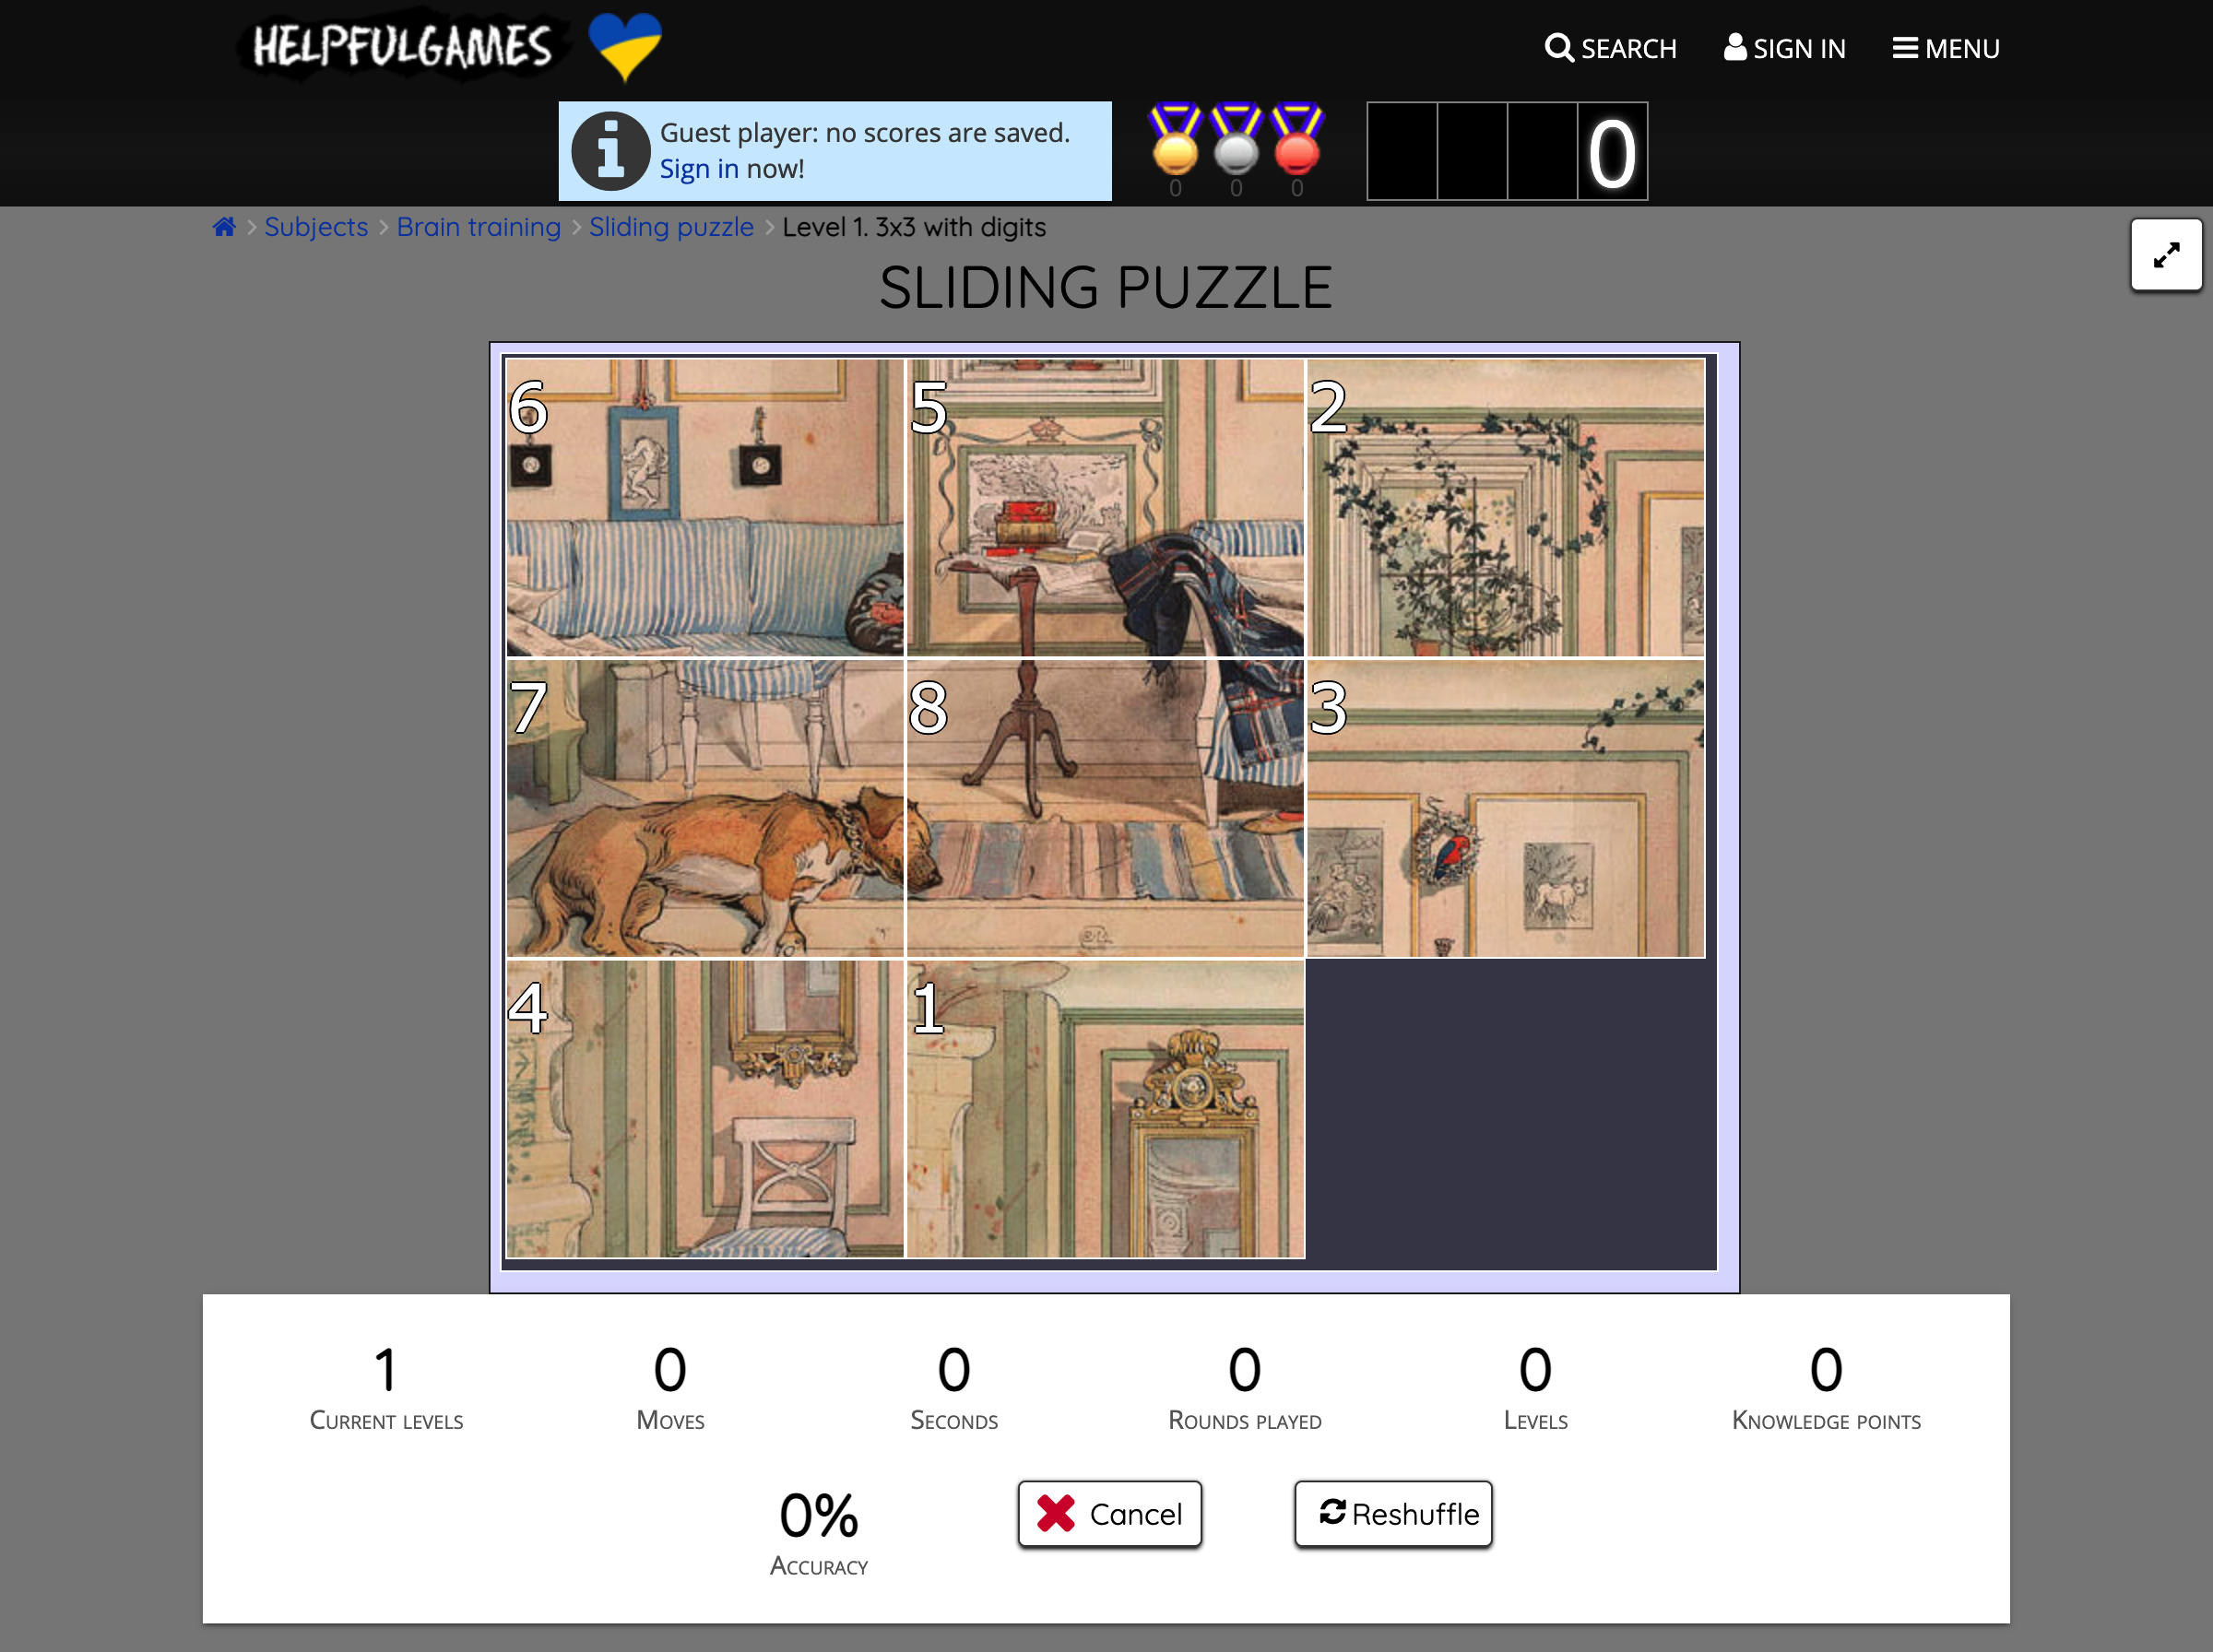 HELPFULGAMES
SEARCH
SIGN IN
MENU
Guest player: no scores are saved.
Sign in now!
0 0 0
0
Subjects > Brain training > Sliding puzzle > Level 1. 3x3 with digits
SLIDING PUZZLE
6 5 2
7 8 3
4 1
1 0 0 0 0 0
CURRENT LEVELS MOVES SECONDS ROUNDS PLAYED LEVELS KNOWLEDGE POINTS
0% Cancel Reshuffle
ACCURACY